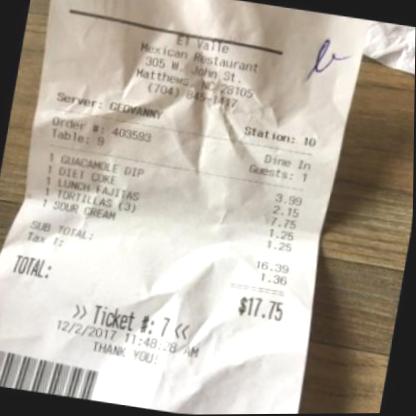 El Valle
Mexican Restaurant
305 W. John St.
Matthews, NC 28105
(704) 845-1417
Server: GEOVANNY
Station: 10
Order #: 403593
Dine In
Table: 9
Guests: 1
1 GUACAMOLE DIP 3.99
1 DIET COKE 2.15
1 LUNCH FAJITAS 7.75
1 TORTILLAS (3) 1.25
1 SOUR CREAM 1.25
SUB TOTAL: 16.39
Tax 1: 1.36
TOTAL: $17.75
>> Ticket #: 7 <<
12/2/2017 11:48:28 AM
THANK YOU!